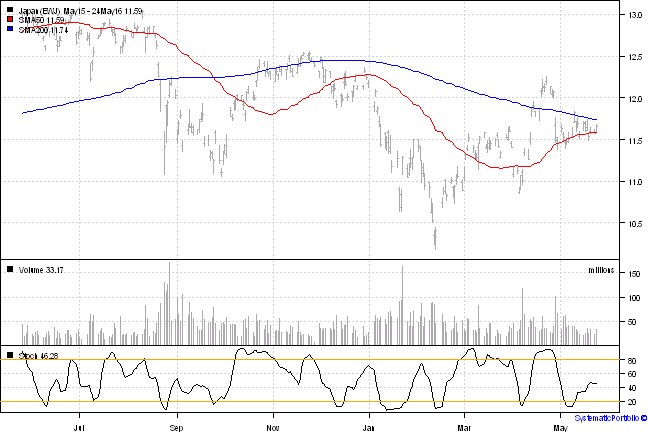 Japan (EWJ) May15 - 24May16 11.59
SMA50 11.59
SMA200 11.74
13.0
12.5
12.0
11.5
11.0
10.5
Volume 33.17
millions
150
100
50
Stoch 46.28
80
60
40
20
Jul
Sep
Nov
Jan
Mar
May
SystematicPortfolio ©